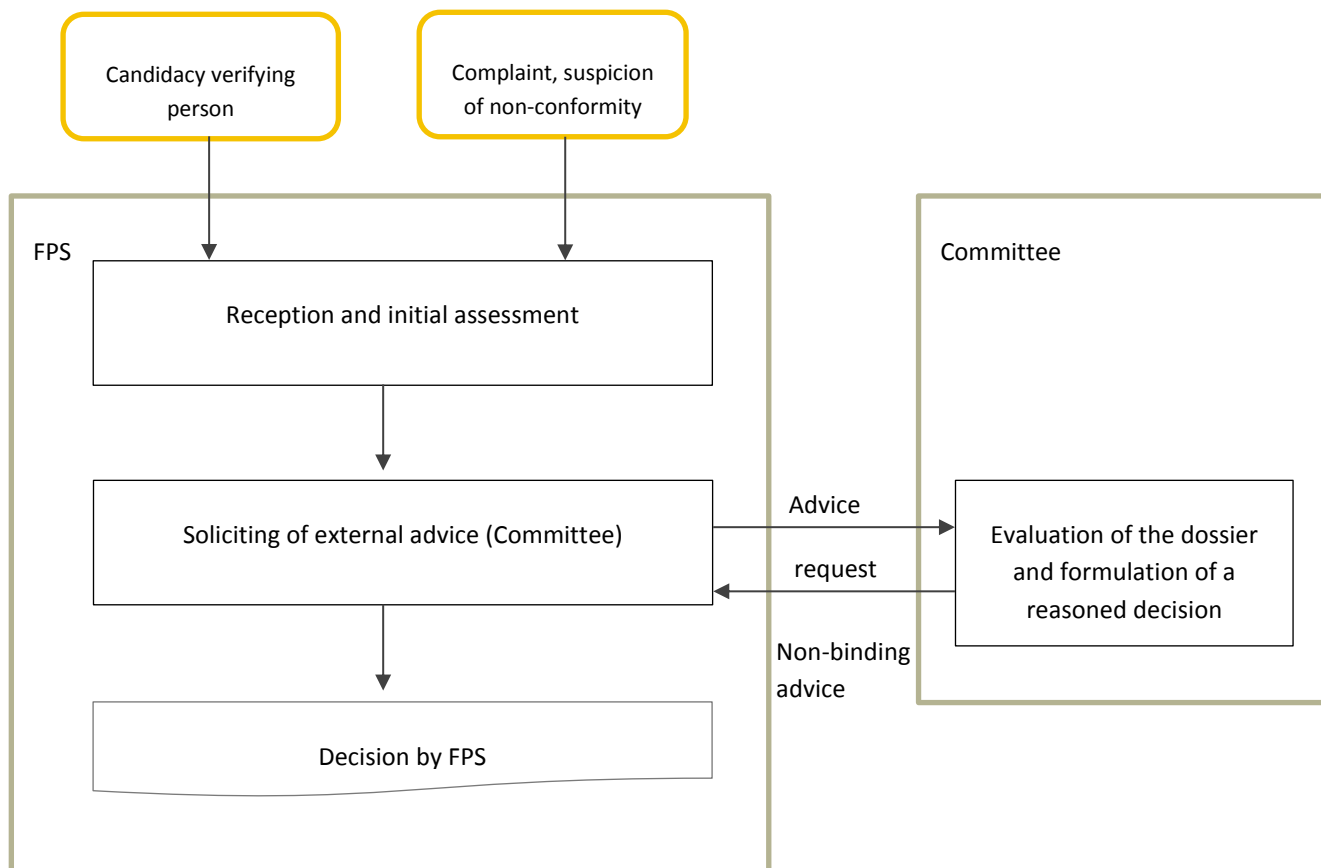 Candidacy verifying
person
Complaint, suspicion
of non-conformity
FPS
Committee
Reception and initial assessment
Soliciting of external advice (Committee)
Advice
request
Evaluation of the dossier
and formulation of a
reasoned decision
Non-binding
advice
Decision by FPS